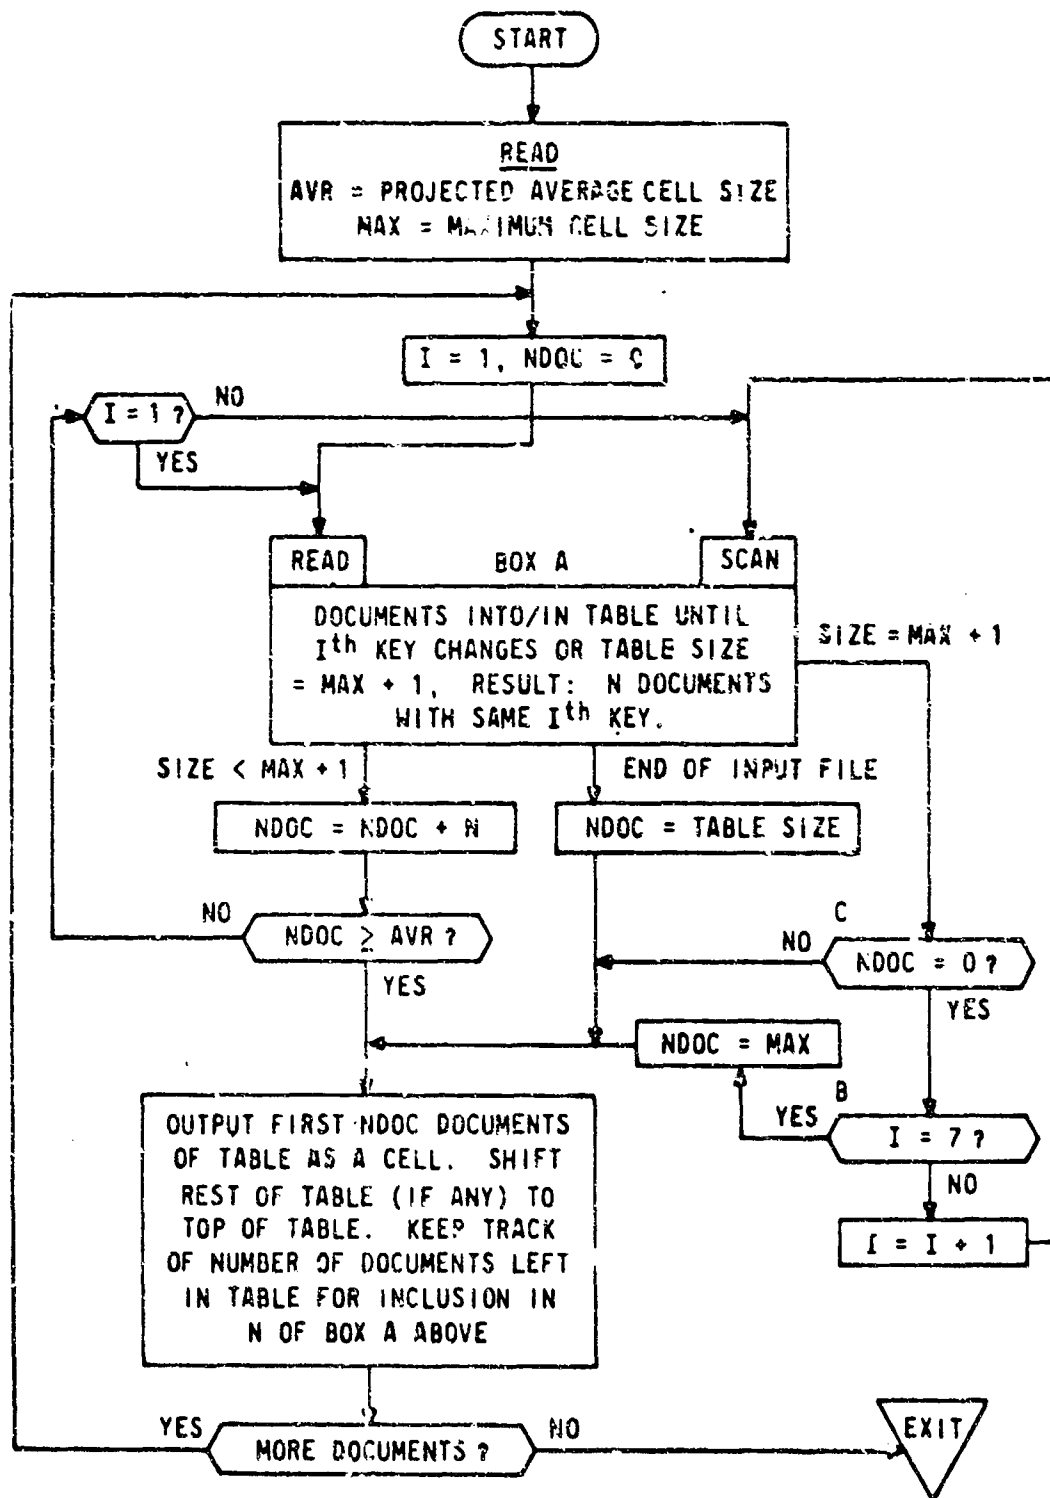 START
READ
AVR = PROJECTED AVERAGE CELL SIZE
MAX = MAXIMUM CELL SIZE
I = 1, NDOC = 0
I = 1 ?
NO
YES
READ
BOX A
SCAN
DOCUMENTS INTO/IN TABLE UNTIL
Ith KEY CHANGES OR TABLE SIZE
= MAX + 1, RESULT: N DOCUMENTS
WITH SAME Ith KEY.
SIZE = MAX + 1
SIZE < MAX + 1
END OF INPUT FILE
NDOC = NDOC + N
NDOC = TABLE SIZE
NO
NDOC ≥ AVR ?
YES
C
NO
NDOC = 0 ?
YES
NDOC = MAX
B
YES
I = 7 ?
NO
I = I + 1
OUTPUT FIRST NDOC DOCUMENTS
OF TABLE AS A CELL. SHIFT
REST OF TABLE (IF ANY) TO
TOP OF TABLE. KEEP TRACK
OF NUMBER OF DOCUMENTS LEFT
IN TABLE FOR INCLUSION IN
N OF BOX A ABOVE
YES
MORE DOCUMENTS ?
NO
EXIT